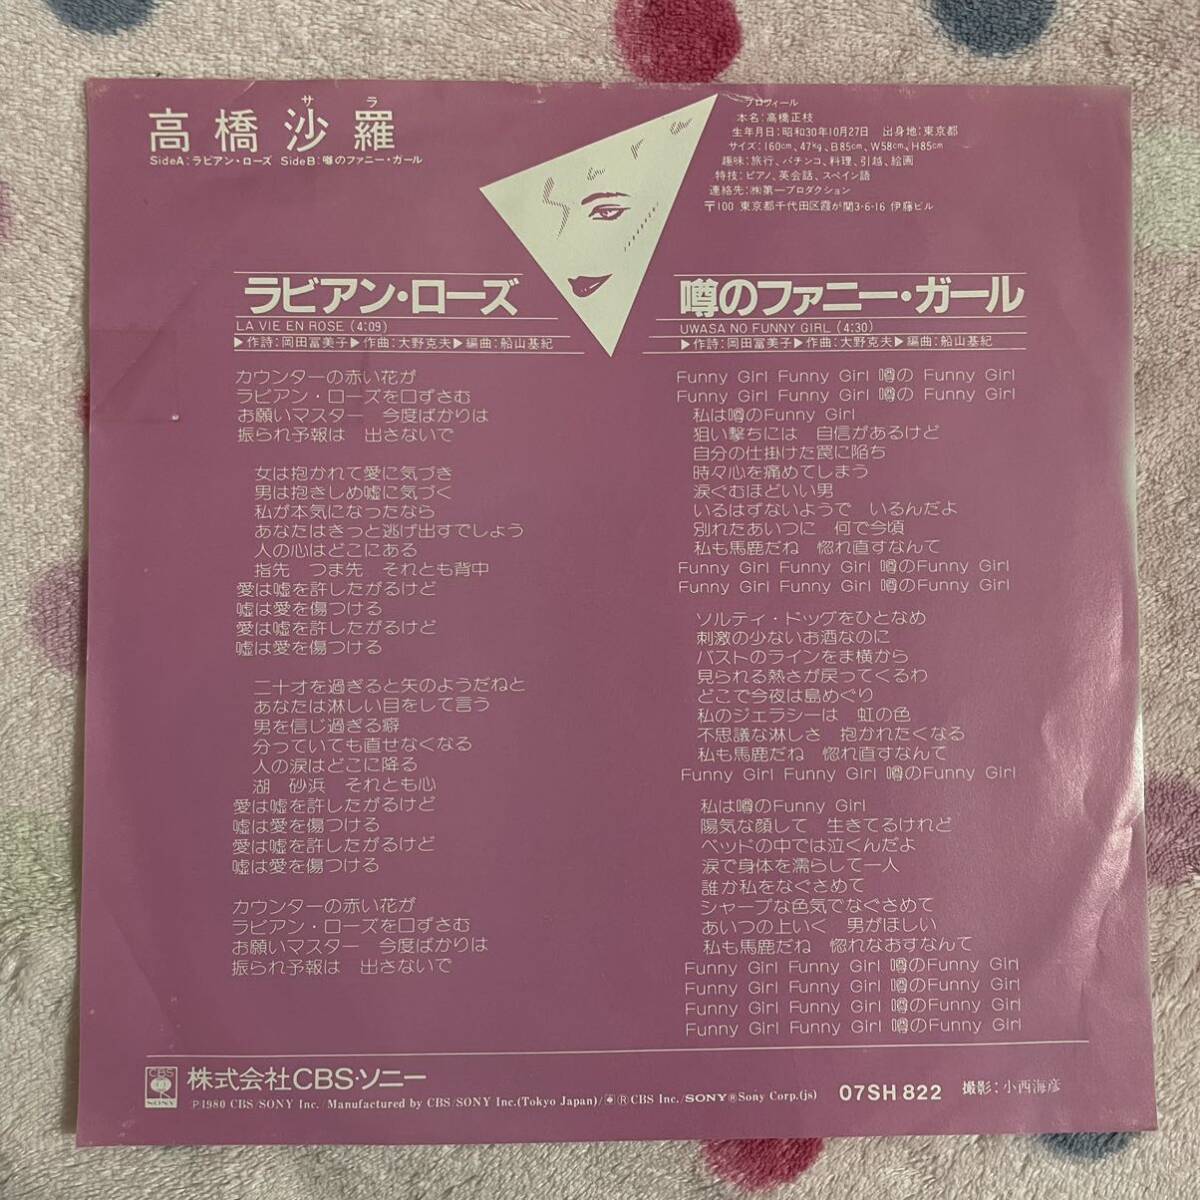 サ ラ
高橋沙羅
SideA:ラビアン・ローズ SideB:噂のファニー・ガール
プロフィール
本名:高橋正枝
生年月日:昭和30年10月27日 出身地:東京都
サイズ:160cm、47kg、B85cm、W58cm、H85cm
趣味:旅行、パチンコ、料理、引越、絵画
特技:ピアノ、英会話、スペイン語
連絡先:㈱第一プロダクション
〒100 東京都千代田区霞が関3-6-16 伊藤ビル
ラビアン・ローズ
LA VIE EN ROSE (4:09)
▶作詩:岡田冨美子▶作曲:大野克夫▶編曲:船山基紀
カウンターの赤い花が
ラビアン・ローズを口ずさむ
お願いマスター 今度ばかりは
振られ予報は 出さないで
女は抱かれて愛に気づき
男は抱きしめ嘘に気づく
私が本気になったなら
あなたはきっと逃げ出すでしょう
人の心はどこにある
指先 つま先 それとも背中
愛は嘘を許したがるけど
嘘は愛を傷つける
愛は嘘を許したがるけど
嘘は愛を傷つける
二十才を過ぎると矢のようだねと
あなたは淋しい目をして言う
男を信じ過ぎる癖
分っていても直せなくなる
人の涙はどこに降る
湖 砂浜 それとも心
愛は嘘を許したがるけど
嘘は愛を傷つける
愛は嘘を許したがるけど
嘘は愛を傷つける
カウンターの赤い花が
ラビアン・ローズを口ずさむ
お願いマスター 今度ばかりは
振られ予報は 出さないで
噂のファニー・ガール
UWASA NO FUNNY GIRL (4:30)
▶作詩:岡田冨美子▶作曲:大野克夫▶編曲:船山基紀
Funny Girl Funny Girl 噂の Funny Girl
Funny Girl Funny Girl 噂の Funny Girl
私は噂のFunny Girl
狙い撃ちには 自信があるけど
自分の仕掛けた罠に陥ち
時々心を痛めてしまう
涙ぐむほどいい男
いるはずないようで いるんだよ
別れたあいつに 何で今頃
私も馬鹿だね 惚れ直すなんて
Funny Girl Funny Girl 噂のFunny Girl
Funny Girl Funny Girl 噂のFunny Girl
ソルティ・ドッグをひとなめ
刺激の少ないお酒なのに
バストのラインをま横から
見られる熱さが戻ってくるわ
どこで今夜は島めぐり
私のジェラシーは 虹の色
不思議な淋しさ 抱かれたくなる
私も馬鹿だね 惚れ直すなんて
Funny Girl Funny Girl 噂のFunny Girl
私は噂のFunny Girl
陽気な顔して 生きてるけれど
ベッドの中では泣くんだよ
涙で身体を濡らして一人
誰か私をなぐさめて
シャープな色気でなぐさめて
あいつの上いく 男がほしい
私も馬鹿だね 惚れなおすなんて
Funny Girl Funny Girl 噂のFunny Girl
Funny Girl Funny Girl 噂のFunny Girl
Funny Girl Funny Girl 噂のFunny Girl
Funny Girl Funny Girl 噂のFunny Girl
CBS
SONY
株式会社CBS・ソニー
Ⓟ1980 CBS/SONY Inc./Manufactured by CBS/SONY Inc.(Tokyo Japan)/®CBS Inc./SONY®Sony Corp.(js) 07SH 822 撮影:小西海彦